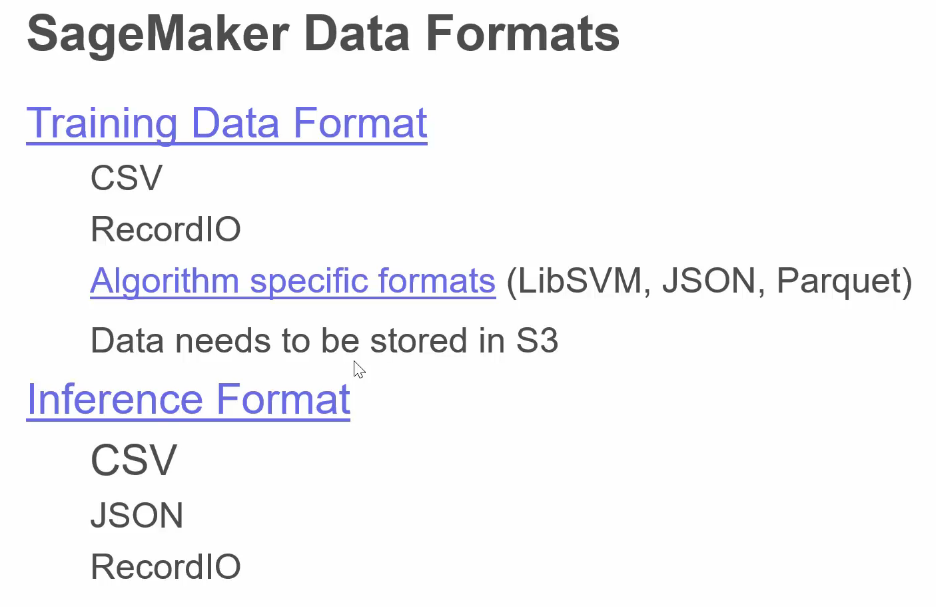 SageMaker Data Formats
Training Data Format
CSV
RecordIO
Algorithm specific formats (LibSVM, JSON, Parquet)
Data needs to be stored in S3
Inference Format
CSV
JSON
RecordIO